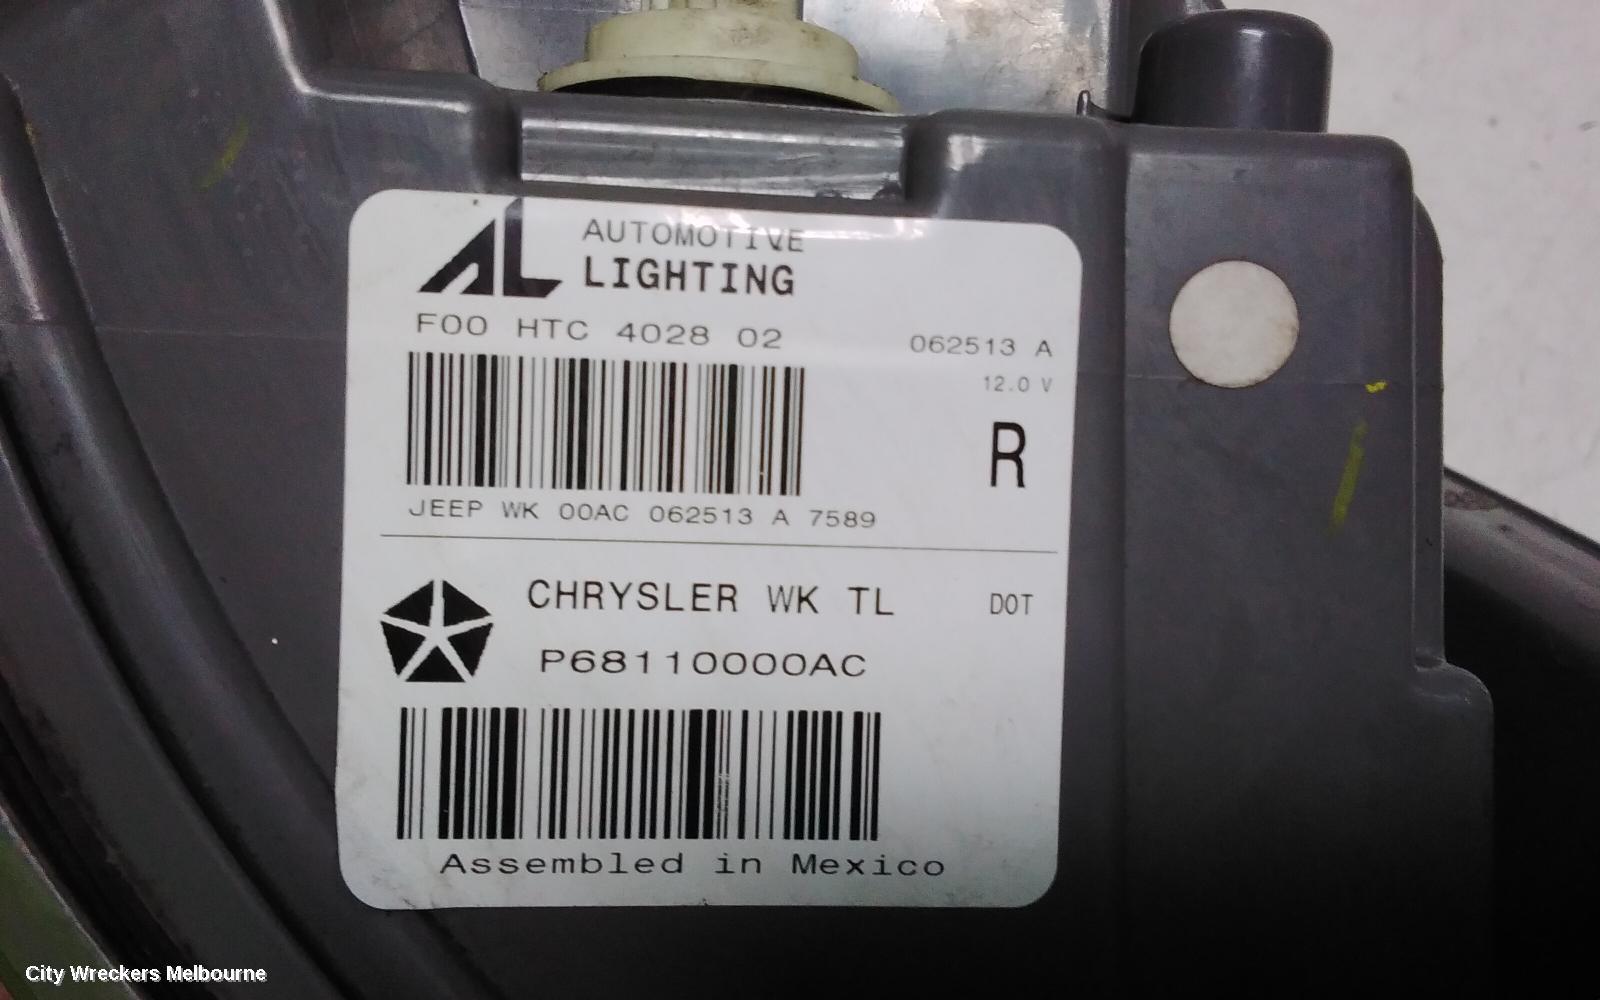 AL AUTOMOTIVE
LIGHTING
F00 HTC 4028 02
062513 A
12.0 V
R
JEEP WK 00AC 062513 A 7589
CHRYSLER WK TL
DOT
P68110000AC
Assembled in Mexico
City Wreckers Melbourne